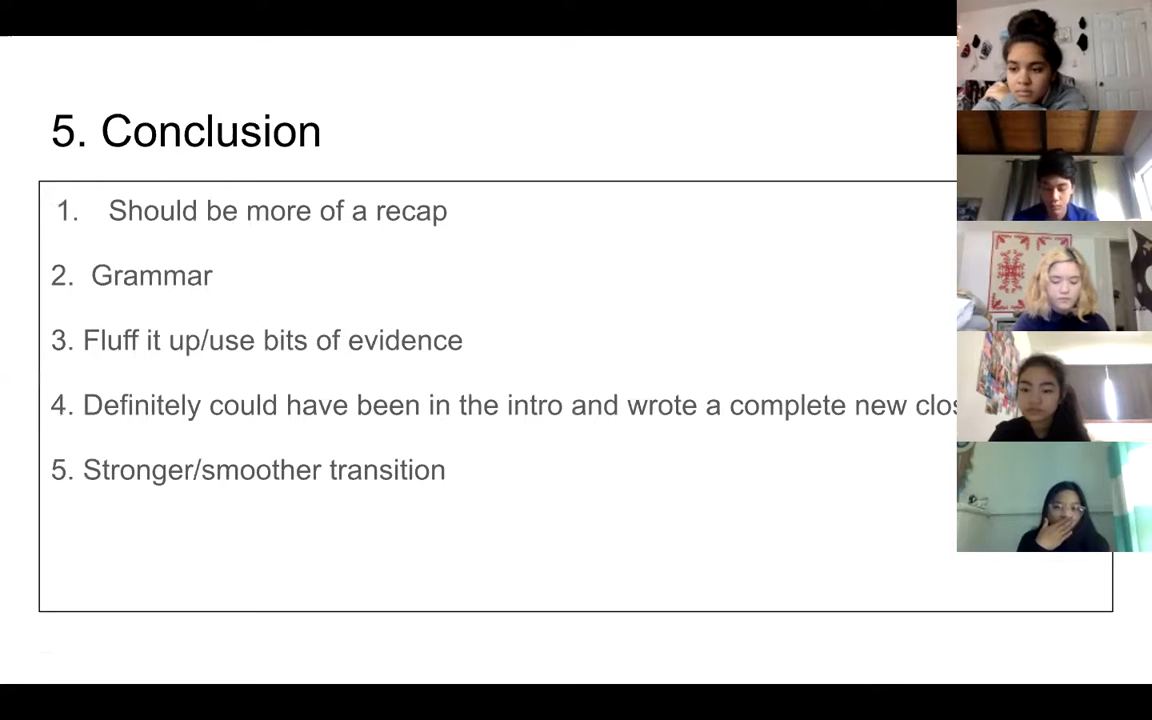 5. Conclusion
1. Should be more of a recap
2. Grammar
3. Fluff it up/use bits of evidence
4. Definitely could have been in the intro and wrote a complete new
5. Stronger/smoother transition